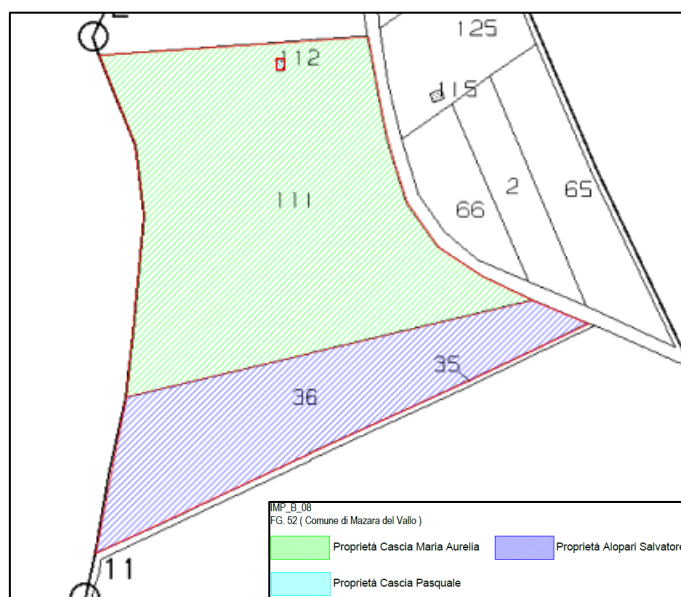 125
112
115
111
66
2
65
35
36
11
IMP_B_08
FG. 52 ( Comune di Mazara del Vallo )
Proprietà Cascia Maria Aurelia
Proprietà Alopari Salvatore
Proprietà Cascia Pasquale